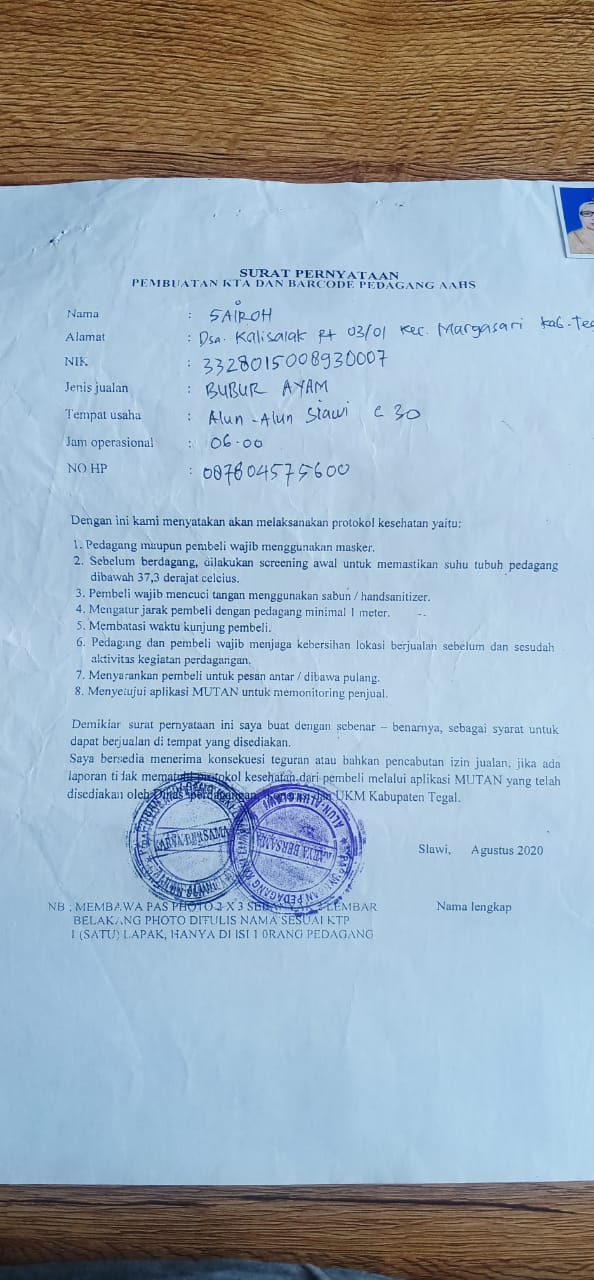 SURAT PERNYATAAN
PEMBUATAN KTA DAN BARCODE PEDAGANG AAHS
Nama : SAIROH
Alamat : Dsa. Kalisalak Rt 03/01 Kec. Margasari Kab. Teg
NIK : 3328015008930007
Jenis jualan : BUBUR AYAM
Tempat usaha : Alun-Alun Slawi C 30
Jam operasional : 06.00
NO HP : 087804575600
Dengan ini kami menyatakan akan melaksanakan protokol kesehatan yaitu:
1. Pedagang maupun pembeli wajib menggunakan masker.
2. Sebelum berdagang, dilakukan screening awal untuk memastikan suhu tubuh pedagang
dibawah 37,3 derajat celcius.
3. Pembeli wajib mencuci tangan menggunakan sabun / handsanitizer.
4. Mengatur jarak pembeli dengan pedagang minimal 1 meter.
5. Membatasi waktu kunjung pembeli.
6. Pedagang dan pembeli wajib menjaga kebersihan lokasi berjualan sebelum dan sesudah
aktivitas kegiatan perdagangan.
7. Menyarankan pembeli untuk pesan antar / dibawa pulang.
8. Menyetujui aplikasi MUTAN untuk memonitoring penjual.
Demikiar surat pernyataan ini saya buat dengan sebenar – benarnya, sebagai syarat untuk
dapat berjualan di tempat yang disediakan.
Saya bersedia menerima konsekuesi teguran atau bahkan pencabutan izin jualan, jika ada
laporan tidak mematuhi protokol kesehatan dari pembeli melalui aplikasi MUTAN yang telah
disediakan oleh Dinas perdagangan, UKM Kabupaten Tegal.
KARYA BERSAMA
KARYA BERSAMA
Slawi, Agustus 2020
NB : MEMBAWA PAS PHOTO 2 X 3 LEMBAR
Nama lengkap
BELAKANG PHOTO DITULIS NAMA SESUAI KTP
1 (SATU) LAPAK, HANYA DI ISI 1 0RANG PEDAGANG